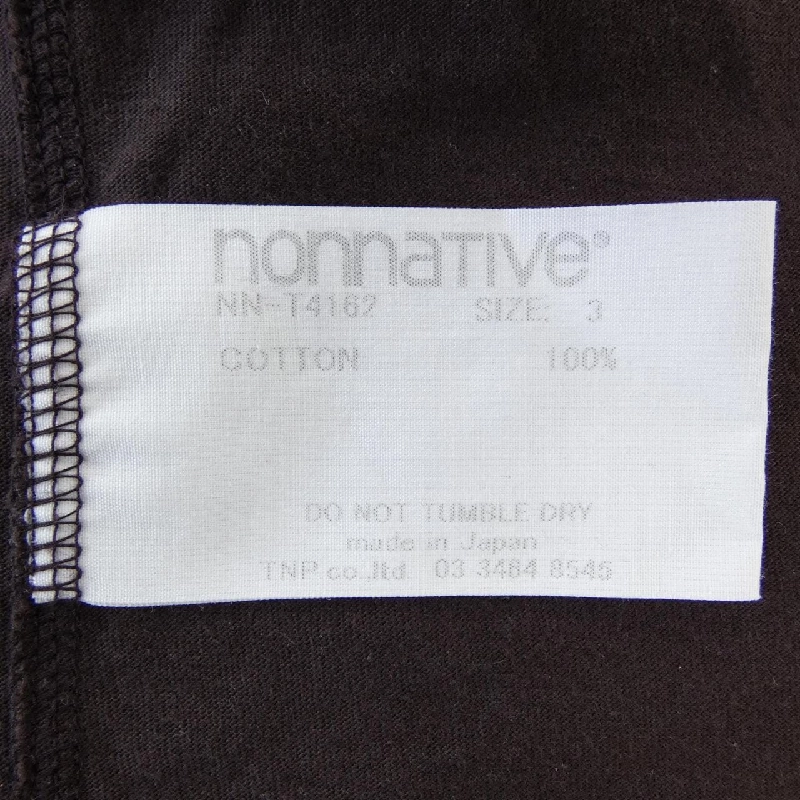 nonnative®
NN-T4162 SIZE: 3
COTTON 100%
DO NOT TUMBLE DRY
made in Japan
TNP co.,ltd. 03 3464 8545